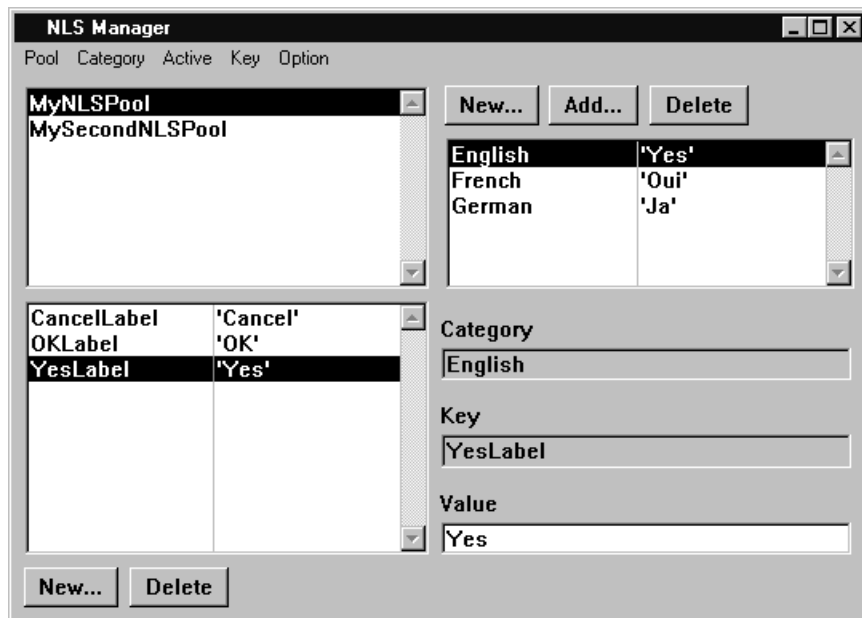 NLS Manager
Pool Category Active Key Option
MyNLSPool
MySecondNLSPool
New... Add... Delete
English 'Yes'
French 'Oui'
German 'Ja'
CancelLabel 'Cancel'
OKLabel 'OK'
YesLabel 'Yes'
Category
English
Key
YesLabel
Value
Yes
New... Delete